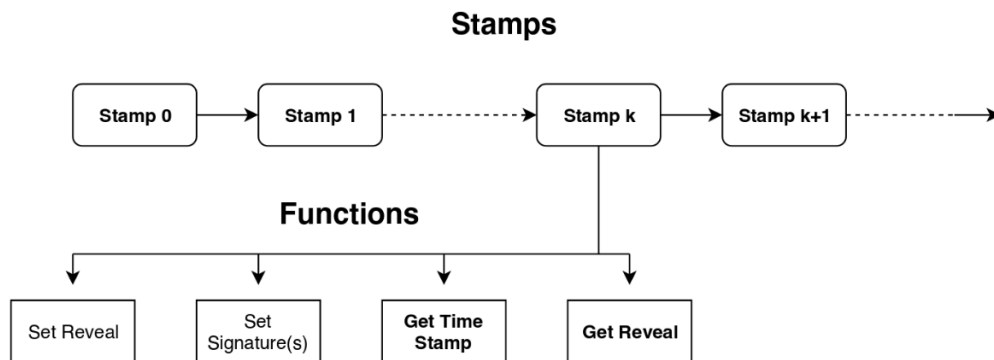 Stamps
Stamp 0
Stamp 1
Stamp k
Stamp k+1
Functions
Set Reveal
Set
Signature(s)
Get Time
Stamp
Get Reveal